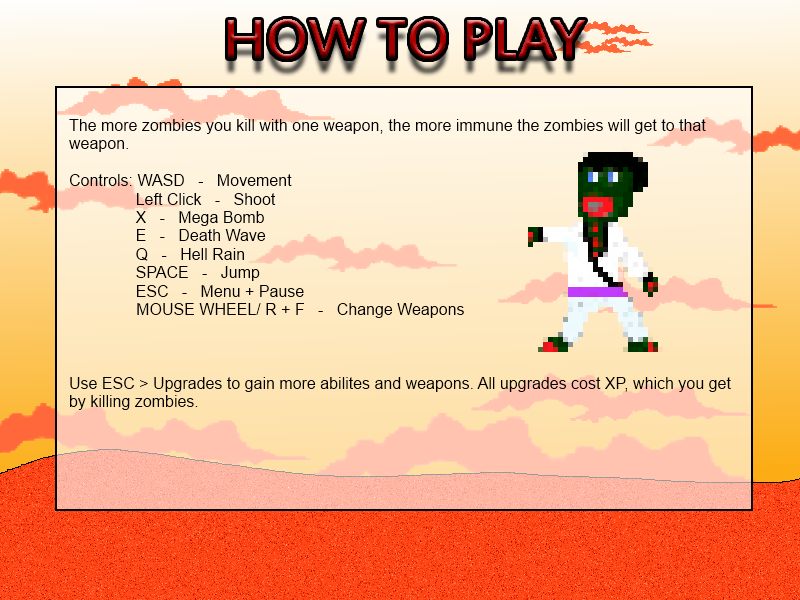 HOW TO PLAY
The more zombies you kill with one weapon, the more immune the zombies will get to that
weapon.
Controls: WASD - Movement
Left Click - Shoot
X - Mega Bomb
E - Death Wave
Q - Hell Rain
SPACE - Jump
ESC - Menu + Pause
MOUSE WHEEL/ R + F - Change Weapons
Use ESC > Upgrades to gain more abilites and weapons. All upgrades cost XP, which you get
by killing zombies.